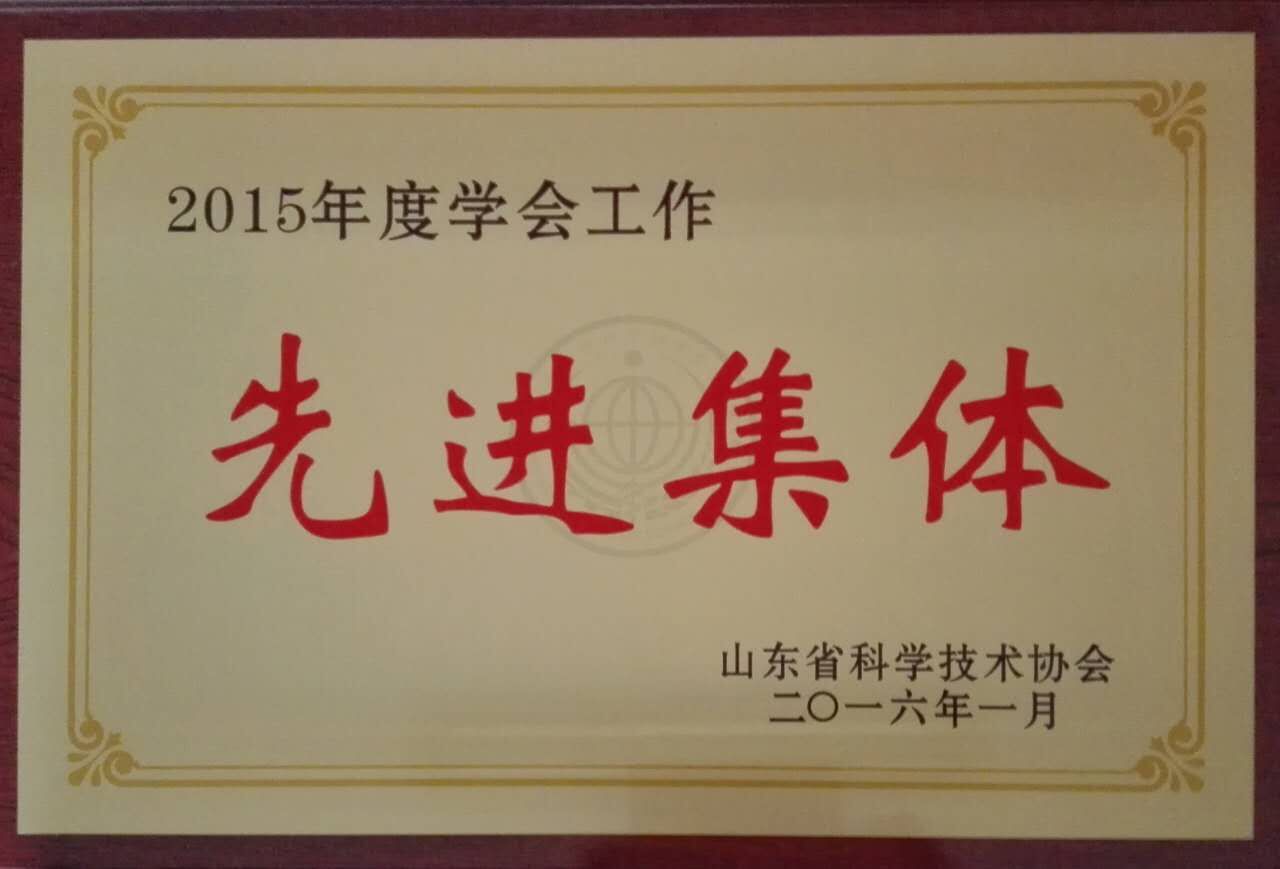 2015年度学会工作
先进集体
山东省科学技术协会
二〇一六年一月